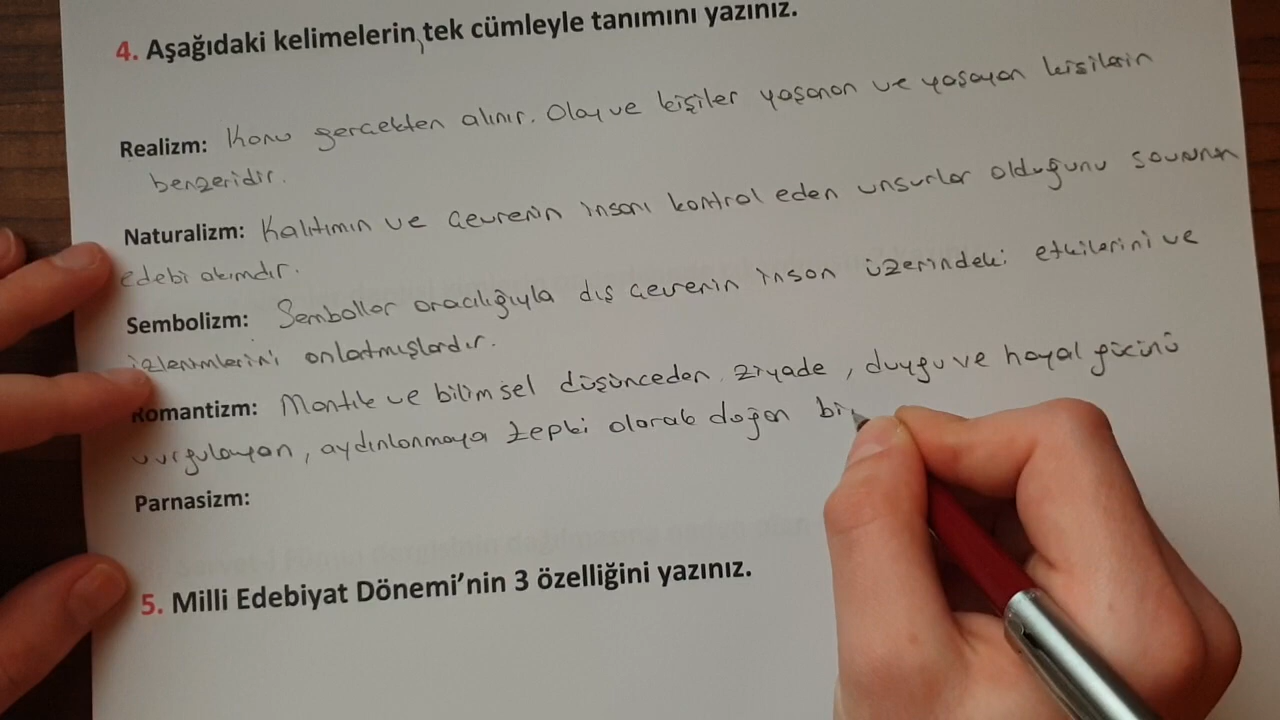 4. Aşağıdaki kelimelerin, tek cümleyle tanımını yazınız.
Realizm: Konu gerçekten alınır. Olay ve kişiler yaşanan ve yaşayan kişilerin
benzeridir.
Naturalizm: Kalıtımın ve çevrenin insanı kontrol eden unsurlar olduğunu savunan
edebi akımdır.
Sembolizm: Semboller aracılığıyla dış çevrenin insan üzerindeki etkilerini ve
izlenimlerini anlatmışlardır.
Romantizm: Mantık ve bilimsel düşünceden ziyade, duygu ve hayal gücünü
vurgulayan, aydınlanmaya tepki olarak doğan bi
Parnasizm:
5. Milli Edebiyat Dönemi'nin 3 özelliğini yazınız.